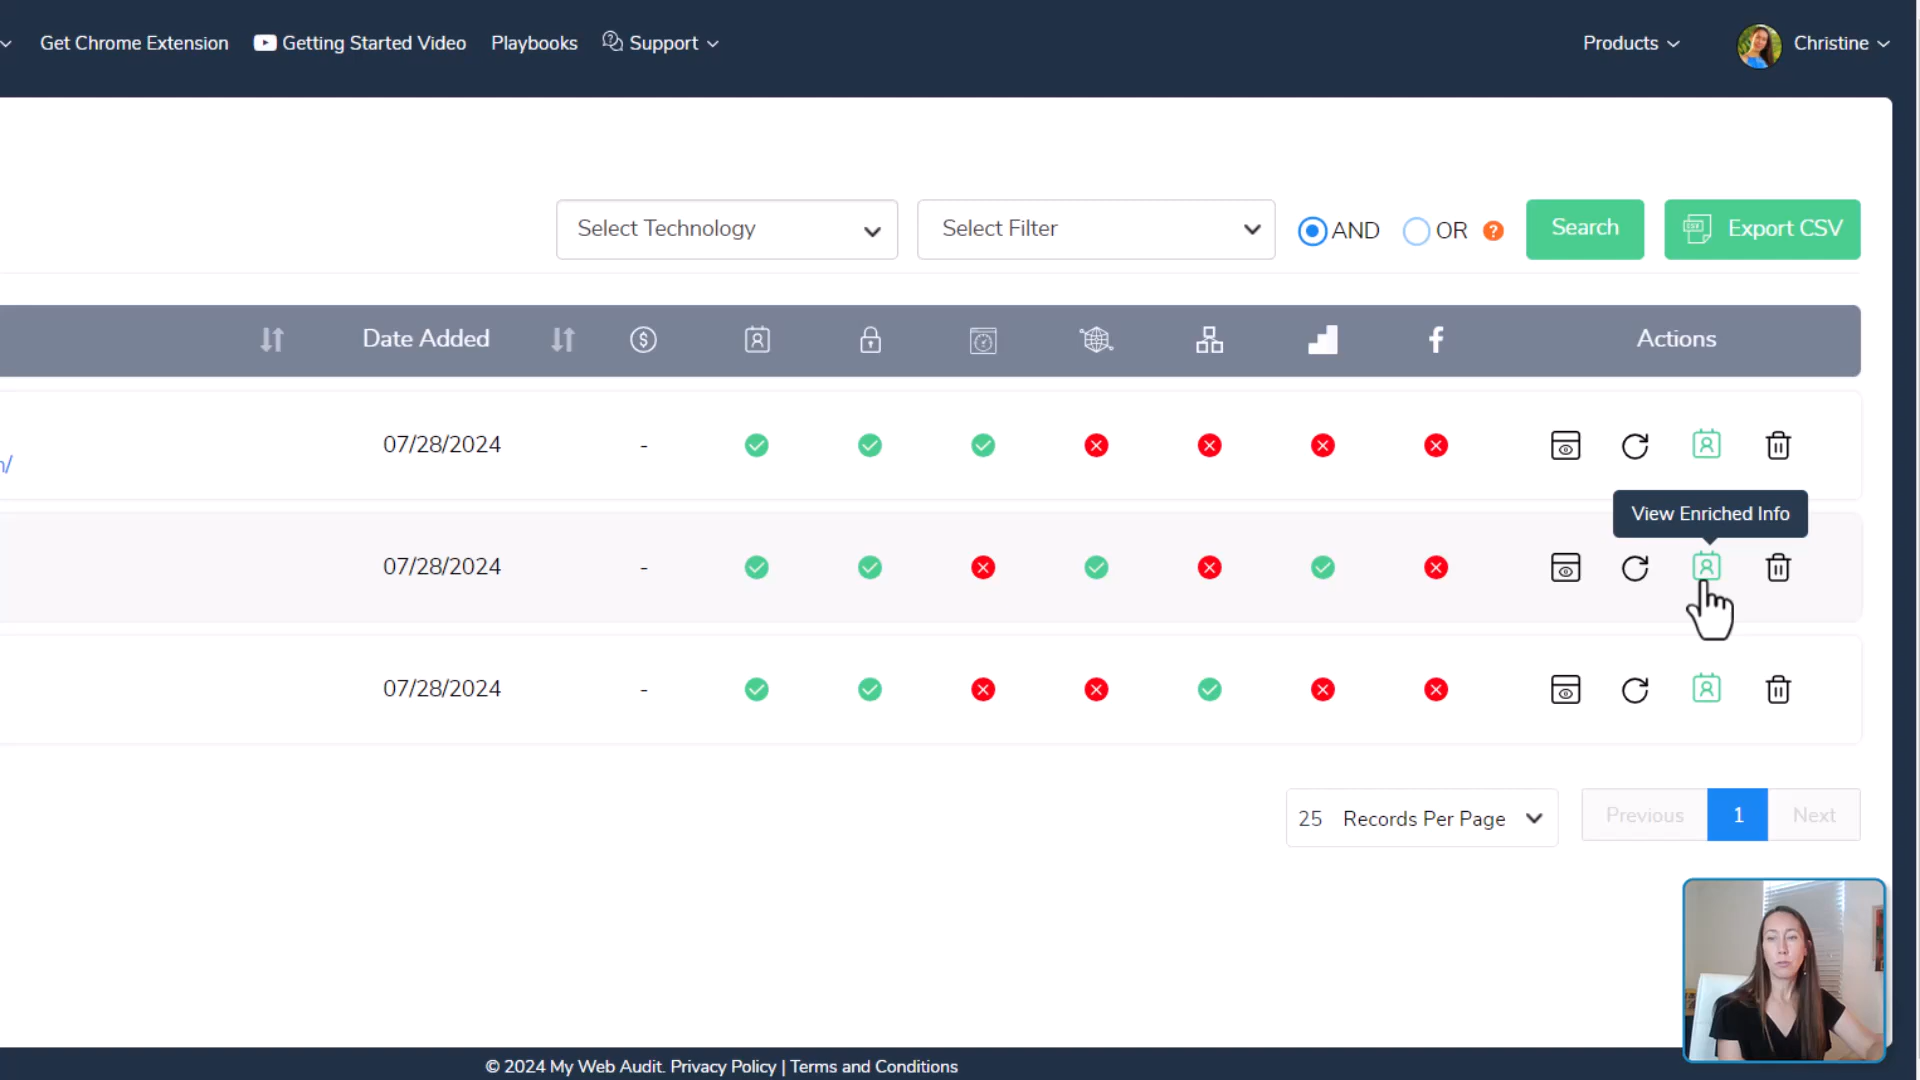 Get Chrome Extension Getting Started Video Playbooks Support Products Christine
Select Technology Select Filter AND OR ? Search CSV Export CSV
Date Added $ f Actions
07/28/2024 -
n/
View Enriched Info
07/28/2024 -
07/28/2024 -
25 Records Per Page Previous 1 Next
© 2024 My Web Audit. Privacy Policy | Terms and Conditions